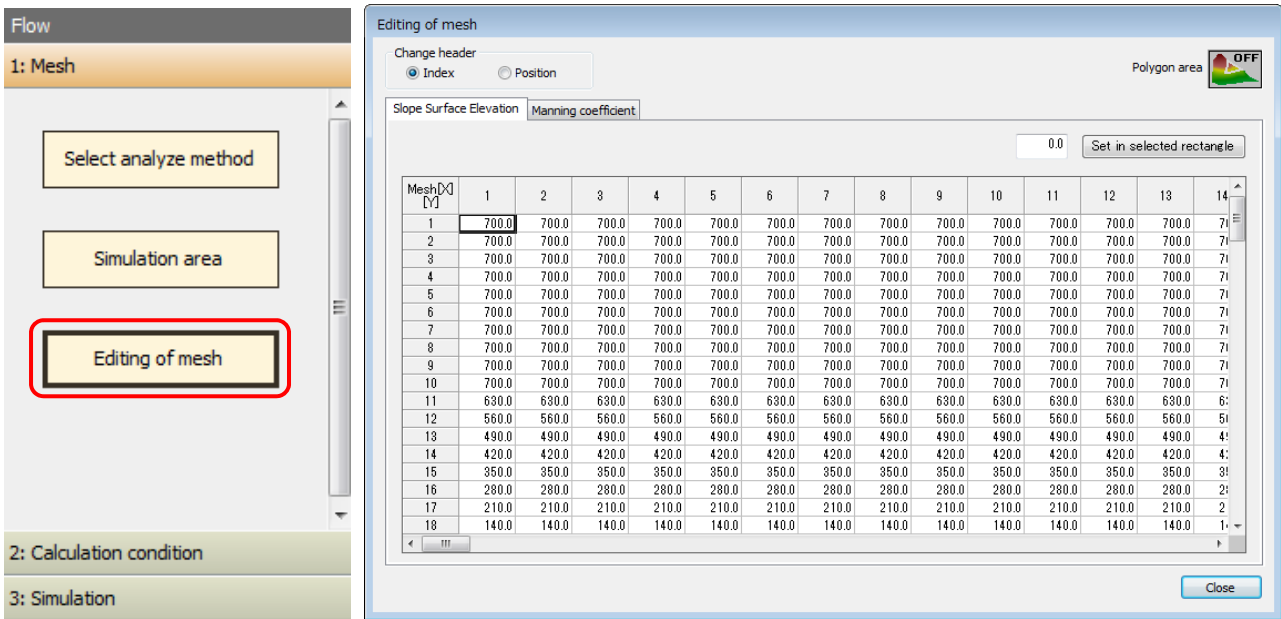 Flow
1: Mesh
Select analyze method
Simulation area
Editing of mesh
2: Calculation condition
3: Simulation
Editing of mesh
Change header
Index Position
Polygon area OFF
Slope Surface Elevation Manning coefficient
0.0 Set in selected rectangle
Mesh[X] 1 2 3 4 5 6 7 8 9 10 11 12 13 14
[Y]
1 700.0 700.0 700.0 700.0 700.0 700.0 700.0 700.0 700.0 700.0 700.0 700.0 700.0
2 700.0 700.0 700.0 700.0 700.0 700.0 700.0 700.0 700.0 700.0 700.0 700.0 700.0
3 700.0 700.0 700.0 700.0 700.0 700.0 700.0 700.0 700.0 700.0 700.0 700.0 700.0
4 700.0 700.0 700.0 700.0 700.0 700.0 700.0 700.0 700.0 700.0 700.0 700.0 700.0
5 700.0 700.0 700.0 700.0 700.0 700.0 700.0 700.0 700.0 700.0 700.0 700.0 700.0
6 700.0 700.0 700.0 700.0 700.0 700.0 700.0 700.0 700.0 700.0 700.0 700.0 700.0
7 700.0 700.0 700.0 700.0 700.0 700.0 700.0 700.0 700.0 700.0 700.0 700.0 700.0
8 700.0 700.0 700.0 700.0 700.0 700.0 700.0 700.0 700.0 700.0 700.0 700.0 700.0
9 700.0 700.0 700.0 700.0 700.0 700.0 700.0 700.0 700.0 700.0 700.0 700.0 700.0
10 700.0 700.0 700.0 700.0 700.0 700.0 700.0 700.0 700.0 700.0 700.0 700.0 700.0
11 630.0 630.0 630.0 630.0 630.0 630.0 630.0 630.0 630.0 630.0 630.0 630.0 630.0
12 560.0 560.0 560.0 560.0 560.0 560.0 560.0 560.0 560.0 560.0 560.0 560.0 560.0
13 490.0 490.0 490.0 490.0 490.0 490.0 490.0 490.0 490.0 490.0 490.0 490.0 490.0
14 420.0 420.0 420.0 420.0 420.0 420.0 420.0 420.0 420.0 420.0 420.0 420.0 420.0
15 350.0 350.0 350.0 350.0 350.0 350.0 350.0 350.0 350.0 350.0 350.0 350.0 350.0
16 280.0 280.0 280.0 280.0 280.0 280.0 280.0 280.0 280.0 280.0 280.0 280.0 280.0
17 210.0 210.0 210.0 210.0 210.0 210.0 210.0 210.0 210.0 210.0 210.0 210.0 210.0
18 140.0 140.0 140.0 140.0 140.0 140.0 140.0 140.0 140.0 140.0 140.0 140.0 140.0
Close